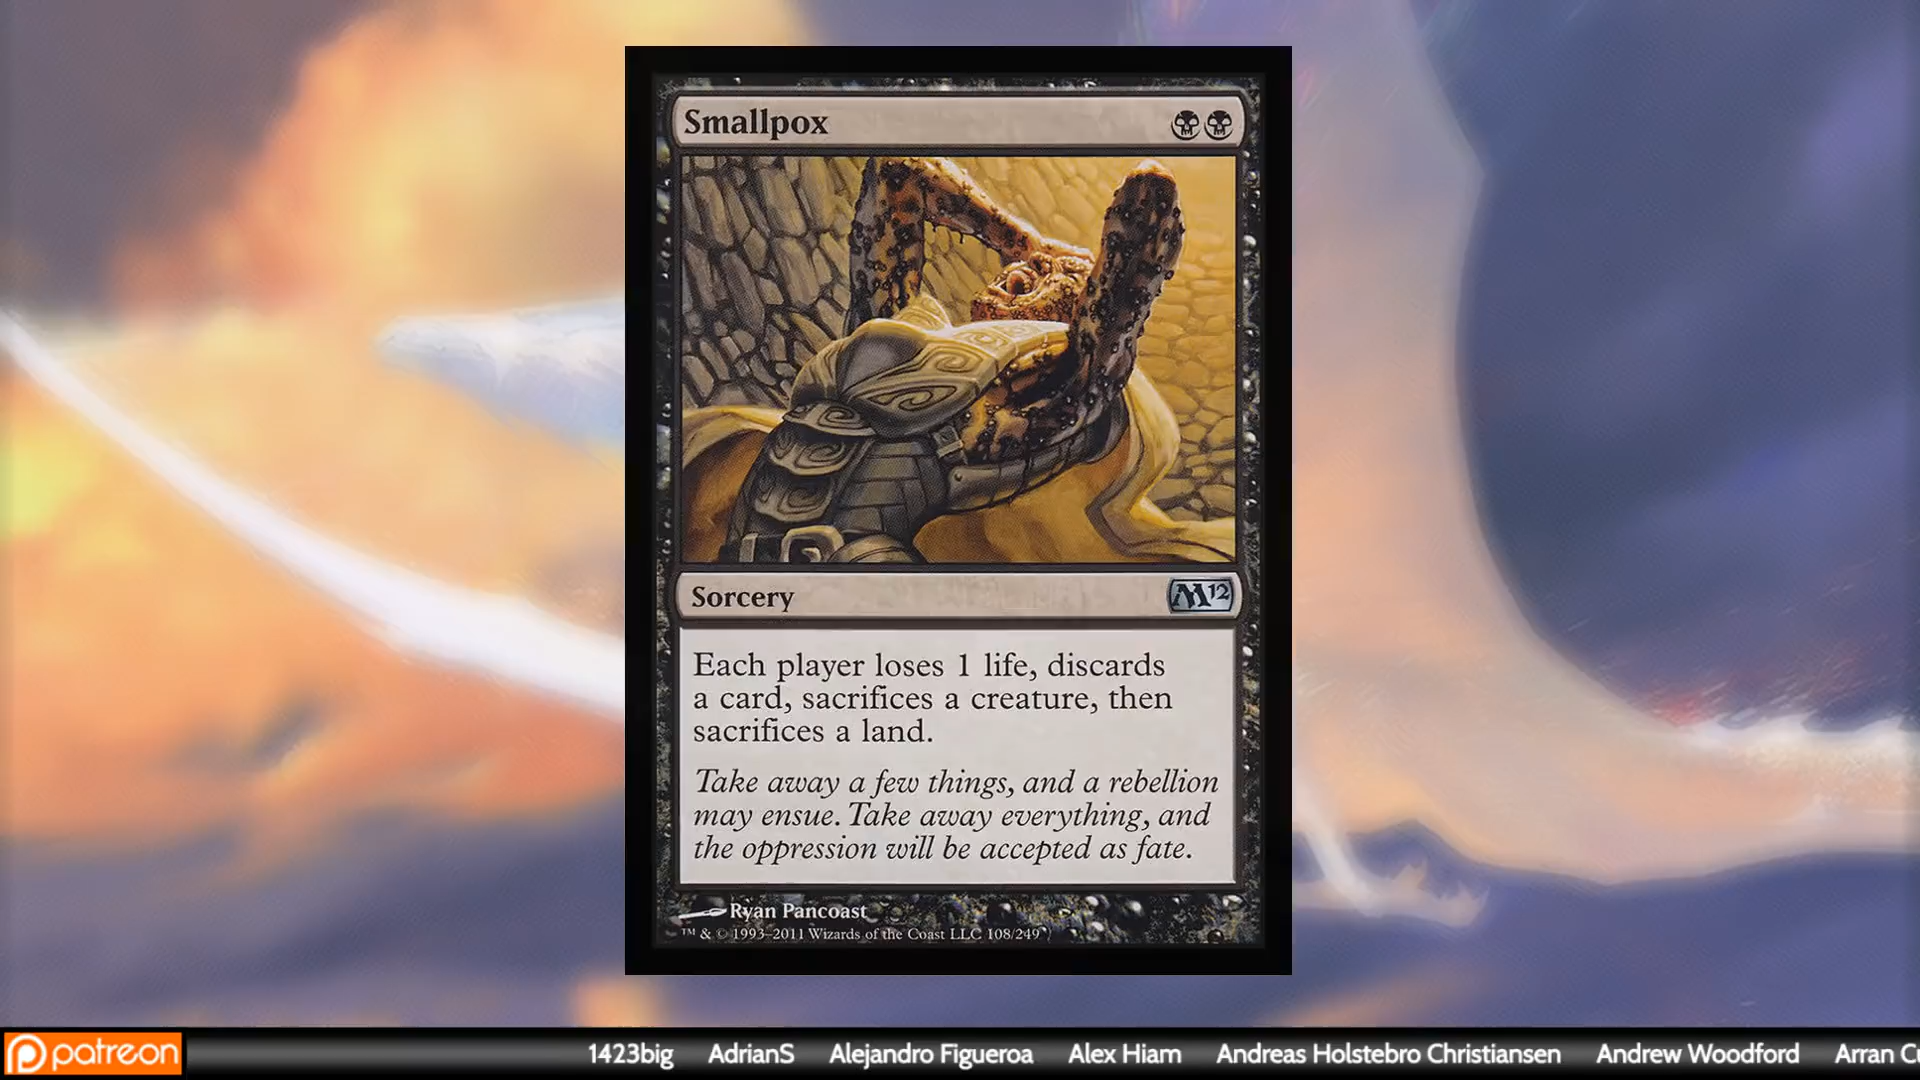 Smallpox
Sorcery
M12
Each player loses 1 life, discards
a card, sacrifices a creature, then
sacrifices a land.
Take away a few things, and a rebellion
may ensue. Take away everything, and
the oppression will be accepted as fate.
Ryan Pancoast
™ & © 1993–2011 Wizards of the Coast LLC 108/249
patreon 1423big AdrianS Alejandro Figueroa Alex Hiam Andreas Holstebro Christiansen Andrew Woodford Arran